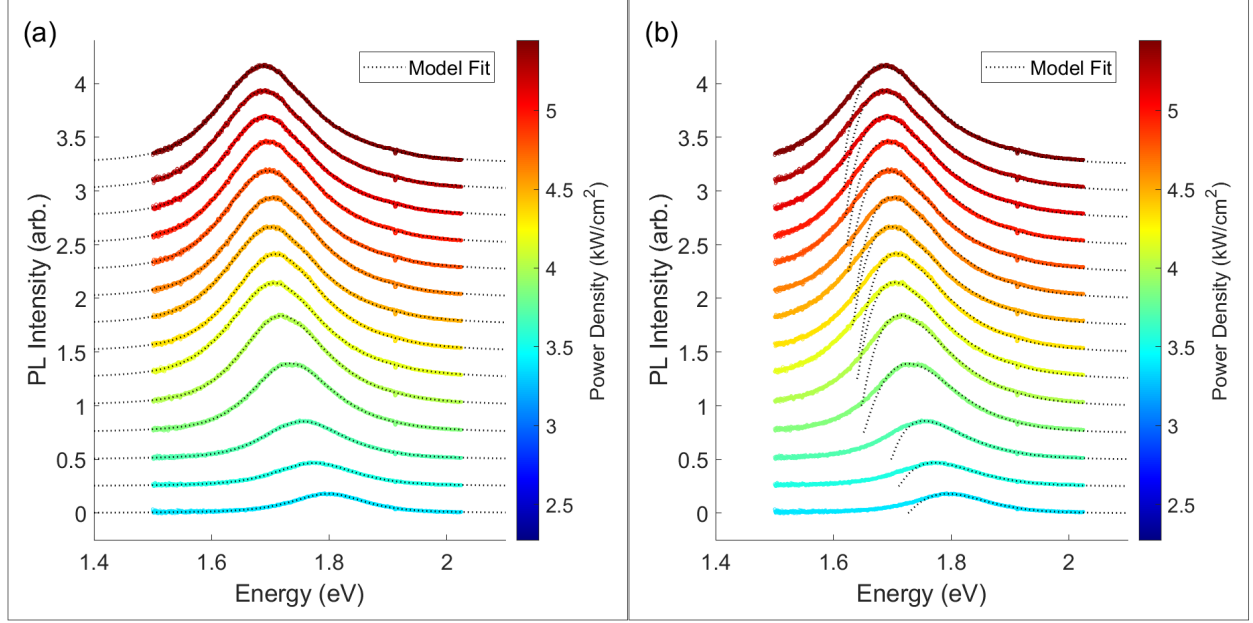 (a)
Model Fit
4
3.5
3
2.5
2
1.5
1
0.5
0
PL Intensity (arb.)
1.4 1.6 1.8 2
Energy (eV)
5
4.5
4
3.5
3
2.5
Power Density (kW/cm²)
(b)
Model Fit
4
3.5
3
2.5
2
1.5
1
0.5
0
PL Intensity (arb.)
1.4 1.6 1.8 2
Energy (eV)
5
4.5
4
3.5
3
2.5
Power Density (kW/cm²)